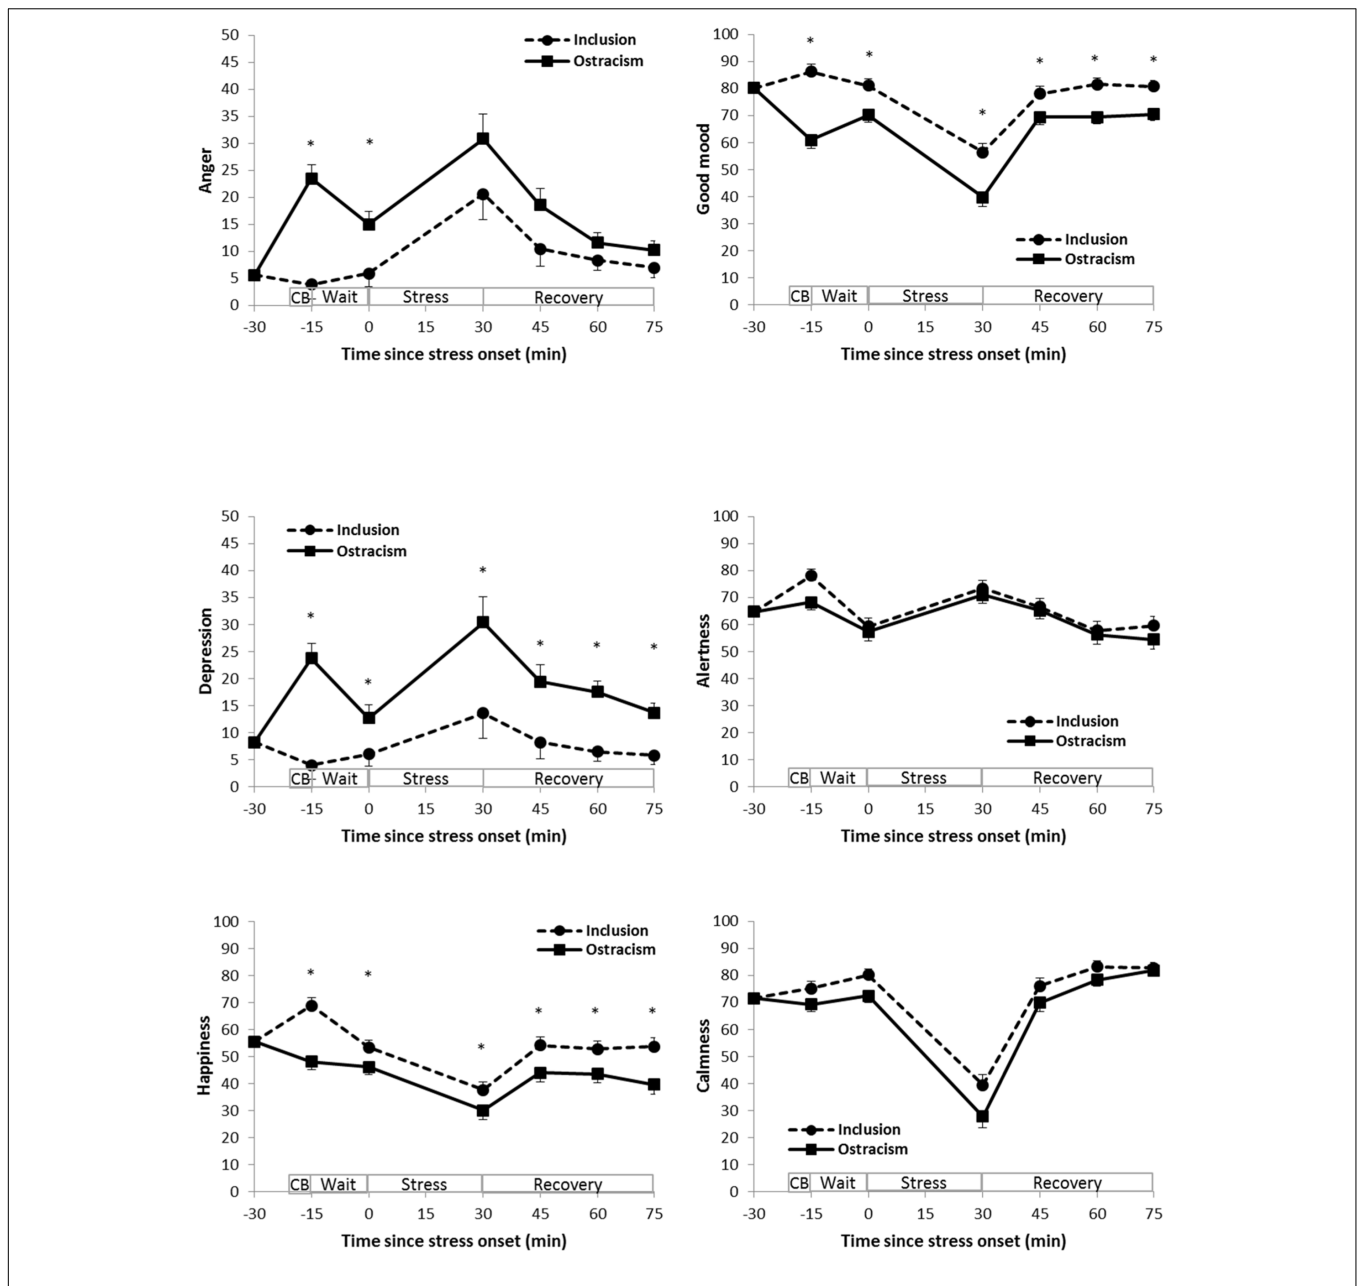 50
45
40
35
30
25
20
15
10
5
0
Anger
Inclusion
Ostracism
* *
CB Wait Stress Recovery
-30 -15 0 15 30 45 60 75
Time since stress onset (min)
100
90
80
70
60
50
40
30
20
10
0
Good mood
* * * * * *
Inclusion
Ostracism
CB Wait Stress Recovery
-30 -15 0 15 30 45 60 75
Time since stress onset (min)
50
45
40
35
30
25
20
15
10
5
0
Depression
Inclusion
Ostracism
* * * * * *
CB Wait Stress Recovery
-30 -15 0 15 30 45 60 75
Time since stress onset (min)
100
90
80
70
60
50
40
30
20
10
0
Alertness
Inclusion
Ostracism
CB Wait Stress Recovery
-30 -15 0 15 30 45 60 75
Time since stress onset (min)
100
90
80
70
60
50
40
30
20
10
0
Happiness
Inclusion
Ostracism
* * * * * *
CB Wait Stress Recovery
-30 -15 0 15 30 45 60 75
Time since stress onset (min)
100
90
80
70
60
50
40
30
20
10
0
Calmness
Inclusion
Ostracism
CB Wait Stress Recovery
-30 -15 0 15 30 45 60 75
Time since stress onset (min)